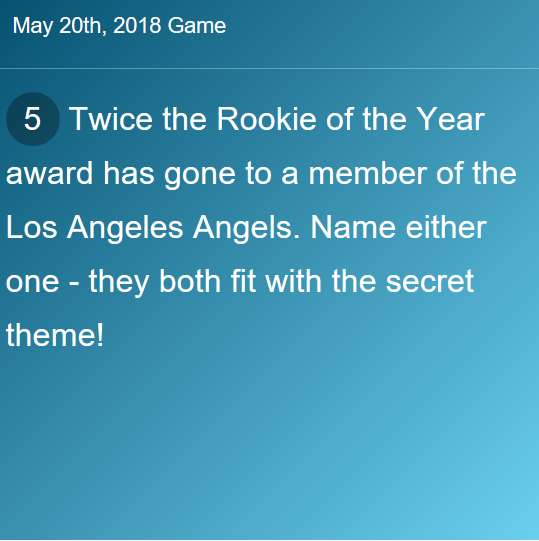 May 20th, 2018 Game
5 Twice the Rookie of the Year
award has gone to a member of the
Los Angeles Angels. Name either
one - they both fit with the secret
theme!